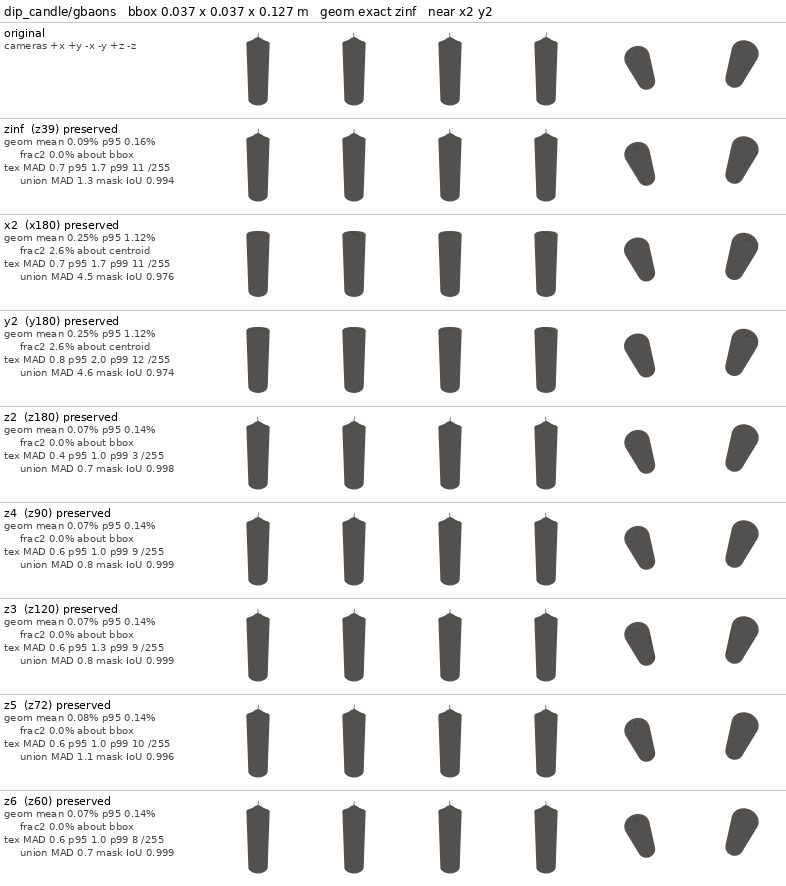 dip_candle/gbaons   bbox 0.037 x 0.037 x 0.127 m   geom exact zinf   near x2 y2
original
cameras +x +y -x -y +z -z
zinf  (z39) preserved
geom mean 0.09% p95 0.16%
frac2 0.0% about bbox
tex MAD 0.7 p95 1.7 p99 11 /255
union MAD 1.3 mask IoU 0.994
x2  (x180) preserved
geom mean 0.25% p95 1.12%
frac2 2.6% about centroid
tex MAD 0.7 p95 1.7 p99 11 /255
union MAD 4.5 mask IoU 0.976
y2  (y180) preserved
geom mean 0.25% p95 1.12%
frac2 2.6% about centroid
tex MAD 0.8 p95 2.0 p99 12 /255
union MAD 4.6 mask IoU 0.974
z2  (z180) preserved
geom mean 0.07% p95 0.14%
frac2 0.0% about bbox
tex MAD 0.4 p95 1.0 p99 3 /255
union MAD 0.7 mask IoU 0.998
z4  (z90) preserved
geom mean 0.07% p95 0.14%
frac2 0.0% about bbox
tex MAD 0.6 p95 1.0 p99 9 /255
union MAD 0.8 mask IoU 0.999
z3  (z120) preserved
geom mean 0.07% p95 0.14%
frac2 0.0% about bbox
tex MAD 0.6 p95 1.3 p99 9 /255
union MAD 0.8 mask IoU 0.999
z5  (z72) preserved
geom mean 0.08% p95 0.14%
frac2 0.0% about bbox
tex MAD 0.6 p95 1.0 p99 10 /255
union MAD 1.1 mask IoU 0.996
z6  (z60) preserved
geom mean 0.07% p95 0.14%
frac2 0.0% about bbox
tex MAD 0.6 p95 1.0 p99 8 /255
union MAD 0.7 mask IoU 0.999